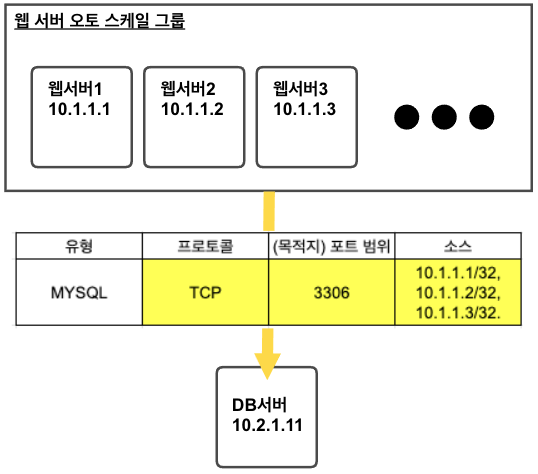 웹 서버 오토 스케일 그룹
웹서버1
10.1.1.1
웹서버2
10.1.1.2
웹서버3
10.1.1.3
유형 프로토콜 (목적지) 포트 범위 소스
MYSQL TCP 3306 10.1.1.1/32,
10.1.1.2/32,
10.1.1.3/32.
DB서버
10.2.1.11